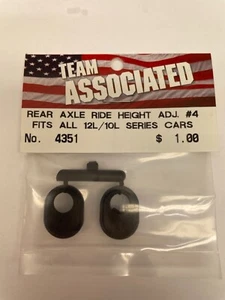 TEAM
ASSOCIATED
REAR AXLE RIDE HEIGHT ADJ. #4
FITS ALL 12L/10L SERIES CARS
No. 4351 $ 1.00